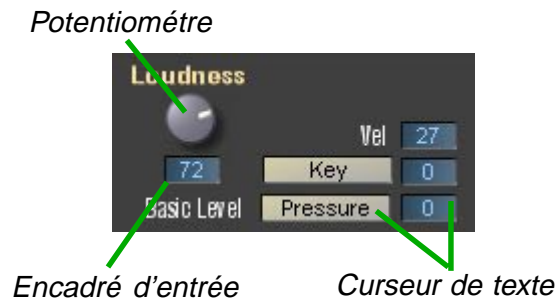 Potentiométre
Loudness
Vel 27
72 Key 0
Basic Level Pressure 0
Encadré d'entrée Curseur de texte